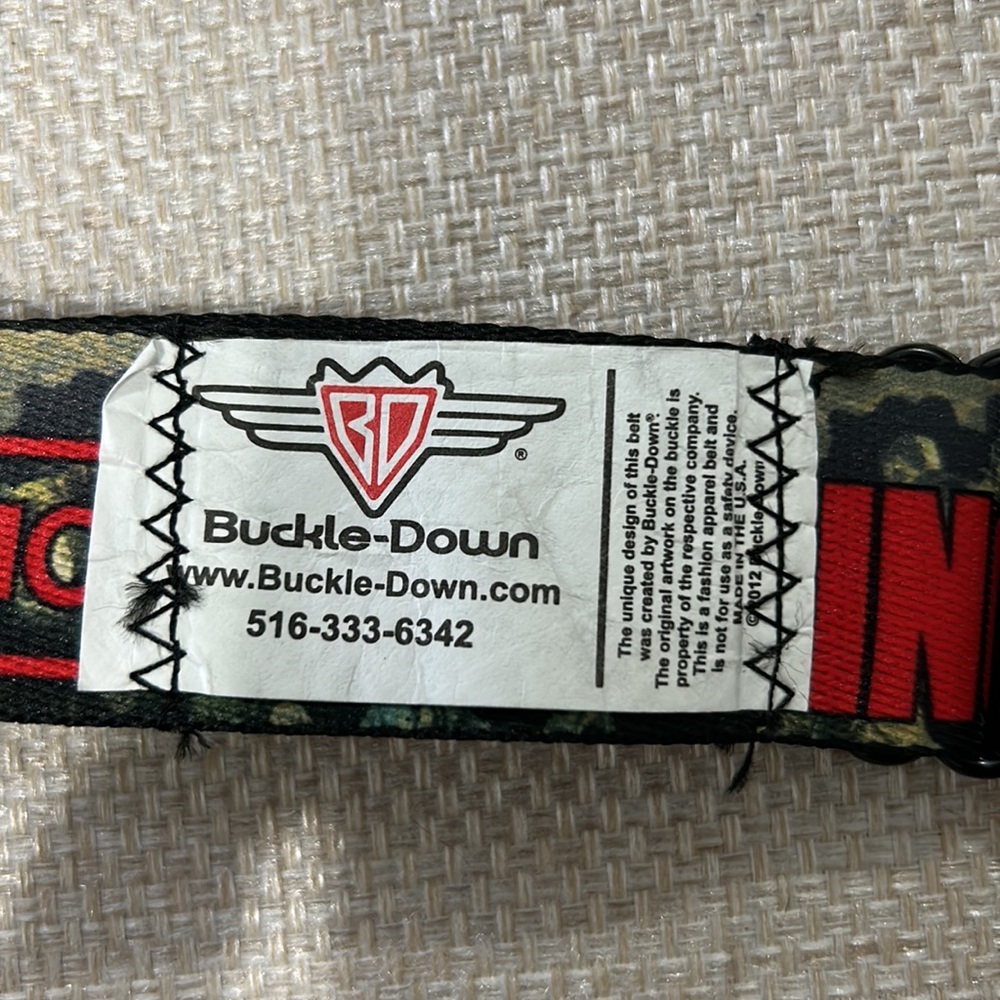 BD
®
Buckle-Down
www.Buckle-Down.com
516-333-6342
The unique design of this belt
was created by Buckle-Down®.
The original artwork on the buckle is
property of the respective company.
This is a fashion apparel belt and
is not for use as a safety device.
MADE IN THE U.S.A.
©2012 Buckle-Down
IN